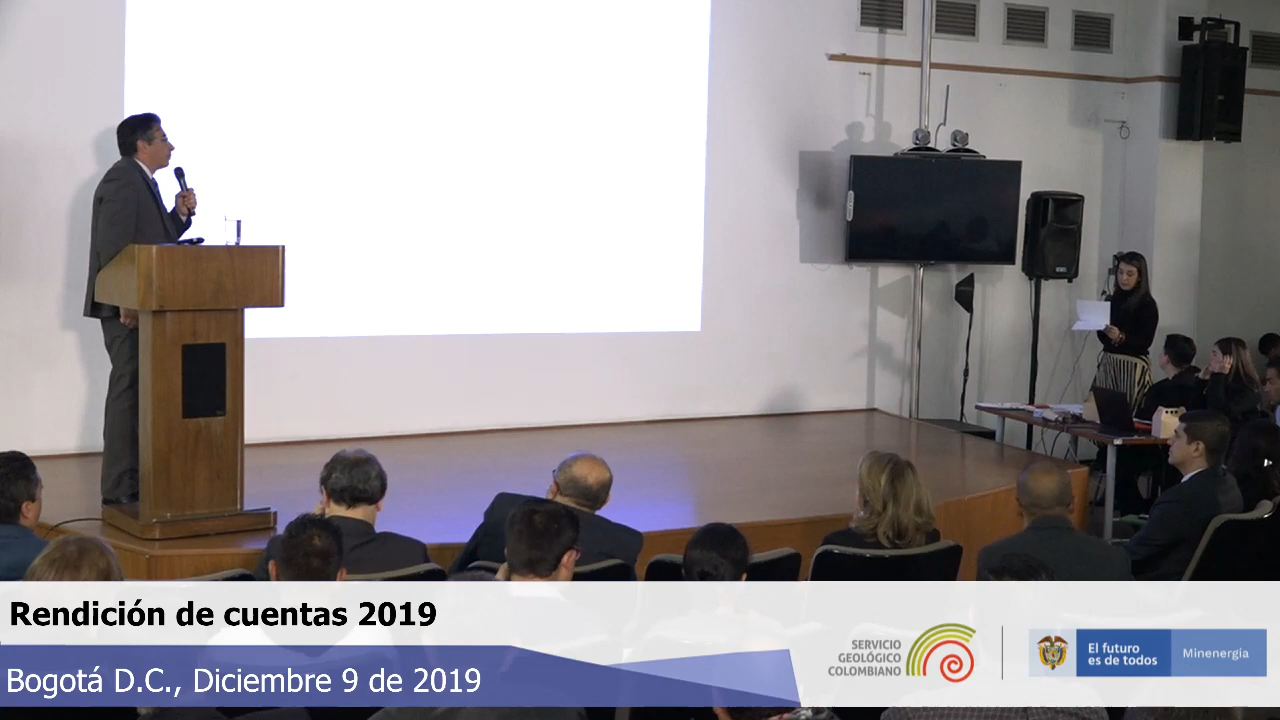 Rendición de cuentas 2019
Bogotá D.C., Diciembre 9 de 2019
SERVICIO
GEOLÓGICO
COLOMBIANO
El futuro
es de todos
Minenergía